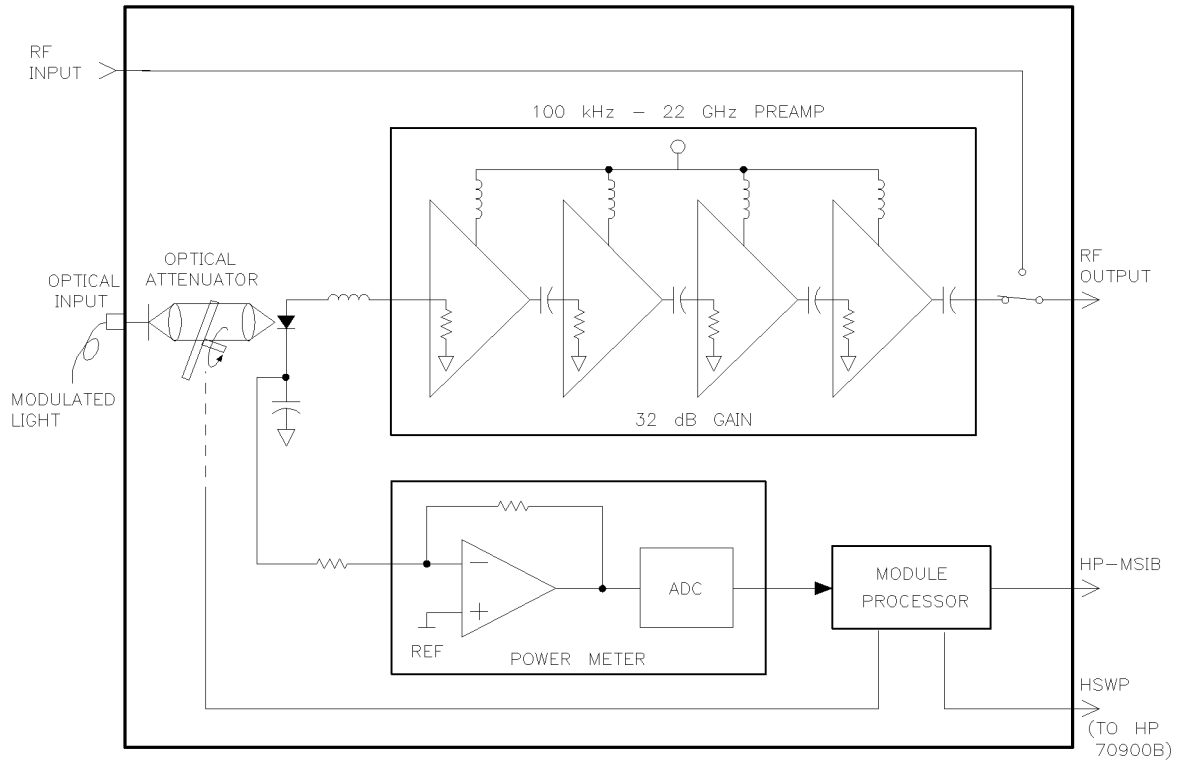 RF
INPUT
100 kHz – 22 GHz PREAMP
OPTICAL
ATTENUATOR
OPTICAL
INPUT
RF
OUTPUT
MODULATED
LIGHT
32 dB GAIN
ADC
MODULE
PROCESSOR
HP–MSIB
REF
POWER METER
HSWP
(TO HP
70900B)